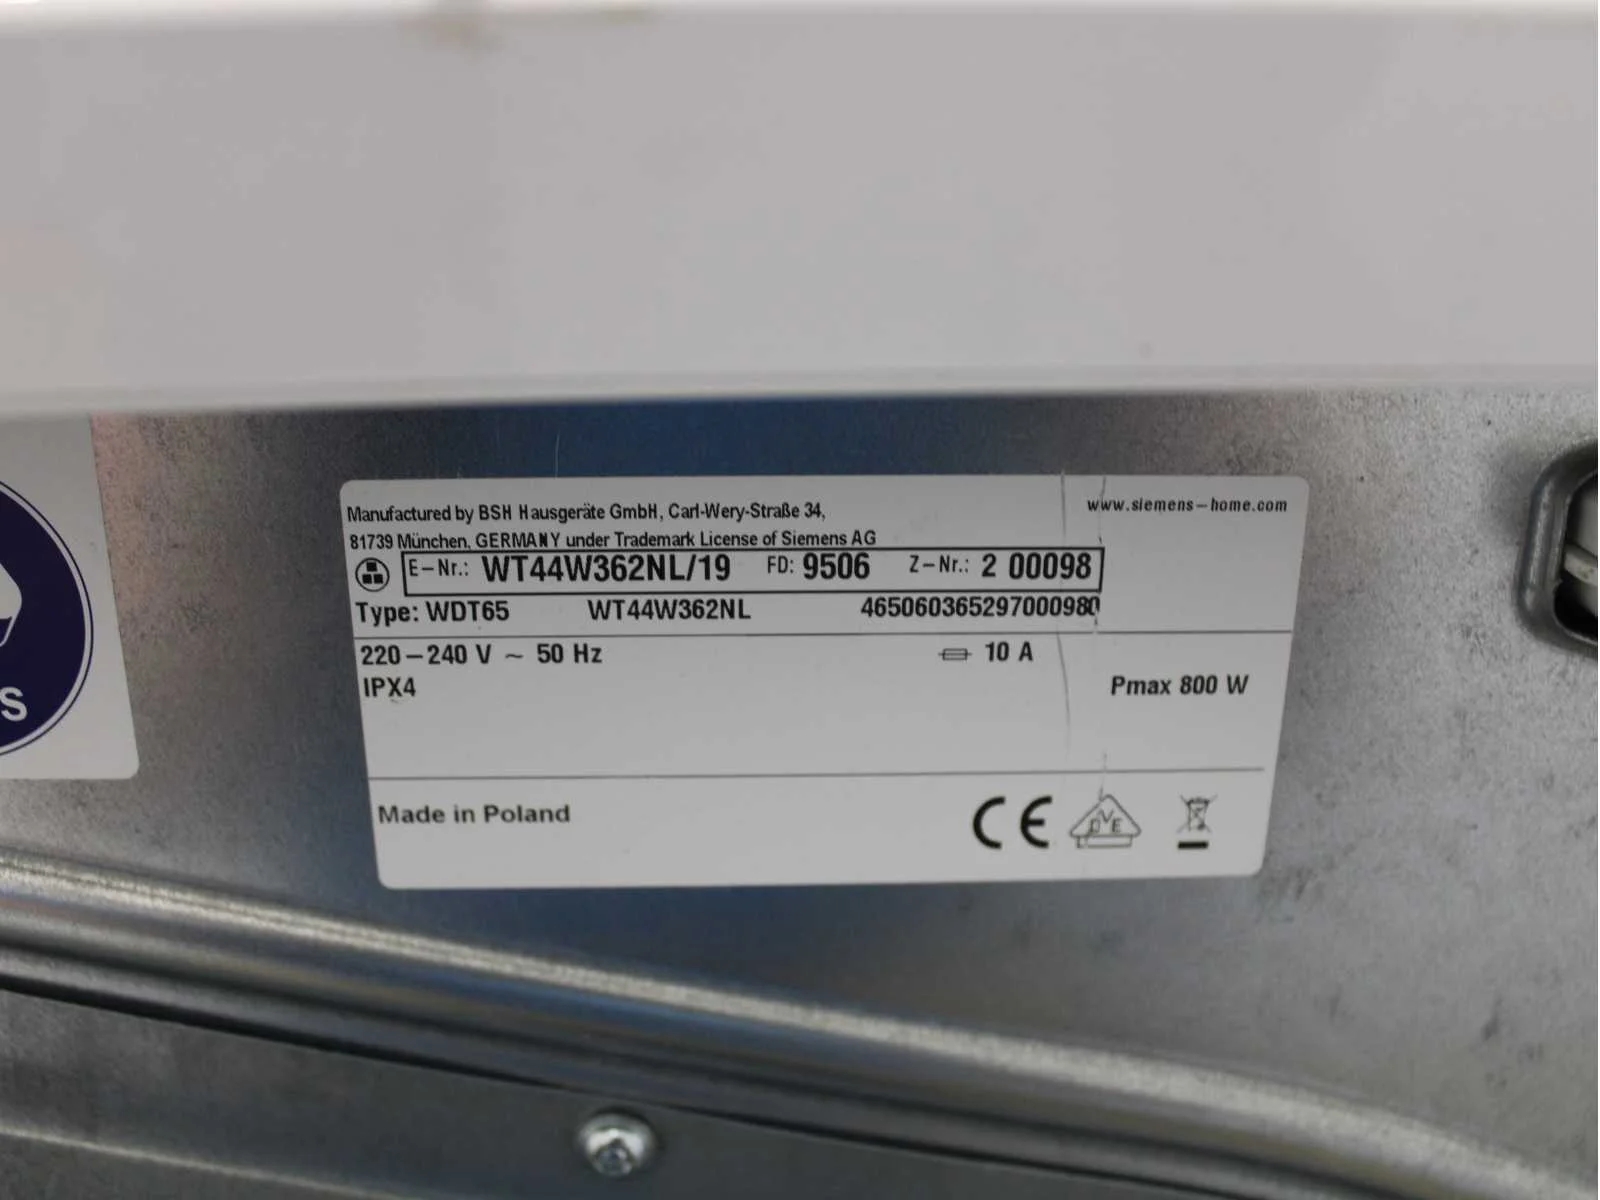 Manufactured by BSH Hausgeräte GmbH, Carl-Wery-Straße 34,
www.siemens-home.com
81739 München, GERMANY under Trademark License of Siemens AG
E-Nr.: WT44W362NL/19 FD: 9506 Z-Nr.: 2 00098
Type: WDT65 WT44W362NL 465060365297000980
220-240 V ~ 50 Hz 10 A
IPX4 Pmax 800 W
Made in Poland
CE DVE
S